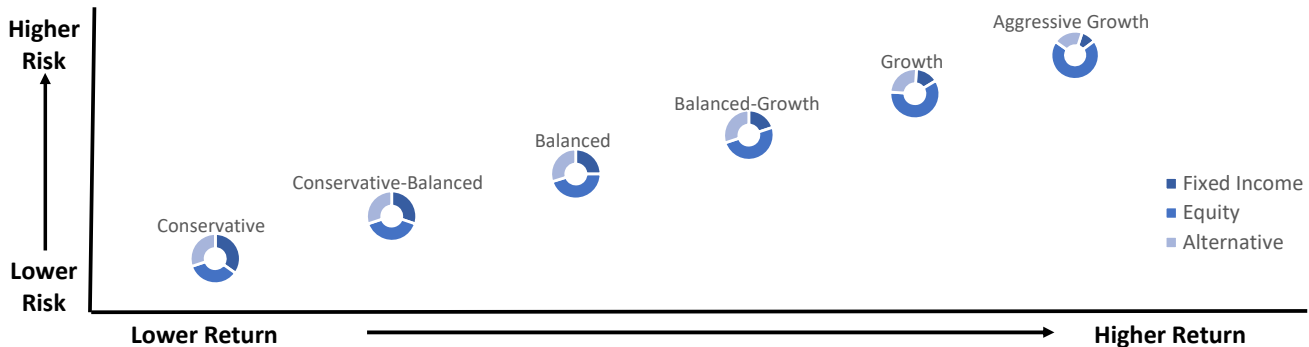 Higher
Risk
Aggressive Growth
Growth
Balanced-Growth
Balanced
Conservative-Balanced
Conservative
Fixed Income
Equity
Alternative
Lower
Risk
Lower Return
Higher Return